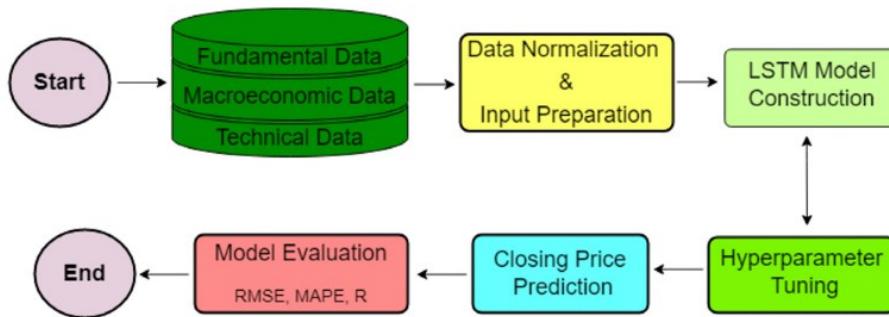 Start
Fundamental Data
Macroeconomic Data
Technical Data
Data Normalization
&
Input Preparation
LSTM Model
Construction
Hyperparameter
Tuning
Closing Price
Prediction
Model Evaluation
RMSE, MAPE, R
End